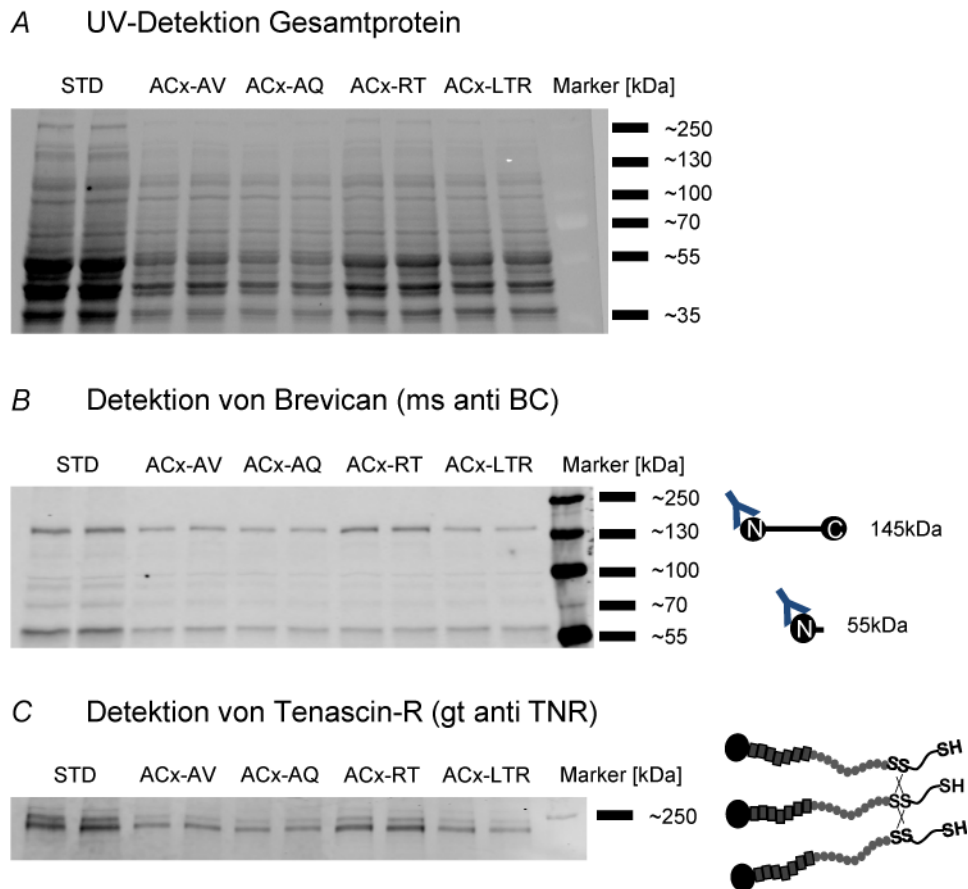 A UV-Detektion Gesamtprotein
STD ACx-AV ACx-AQ ACx-RT ACx-LTR Marker [kDa]
~250
~130
~100
~70
~55
~35
B Detektion von Brevican (ms anti BC)
STD ACx-AV ACx-AQ ACx-RT ACx-LTR Marker [kDa]
~250
~130
~100
~70
~55
N C 145kDa
N 55kDa
C Detektion von Tenascin-R (gt anti TNR)
STD ACx-AV ACx-AQ ACx-RT ACx-LTR Marker [kDa]
~250
SS SH
SS SH
SS SH